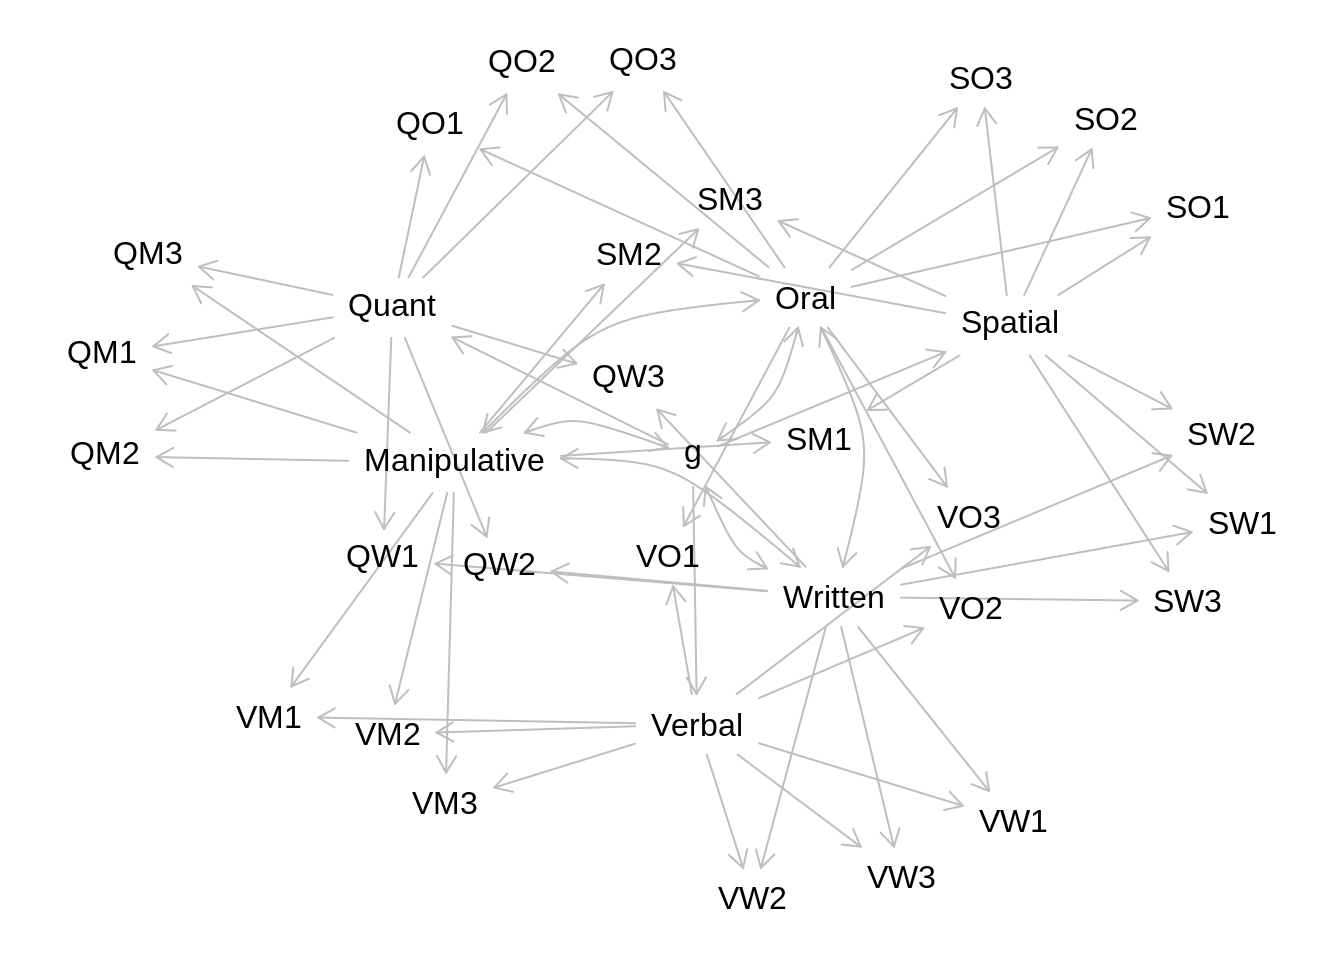 QO2
QO3
SO3
QO1
SO2
SM3
SO1
QM3
SM2
Quant
Oral
Spatial
QM1
QW3
QM2
Manipulative
g
SM1
SW2
VO3
SW1
QW1
QW2
VO1
Written
VO2
SW3
VM1
VM2
Verbal
VM3
VW1
VW3
VW2